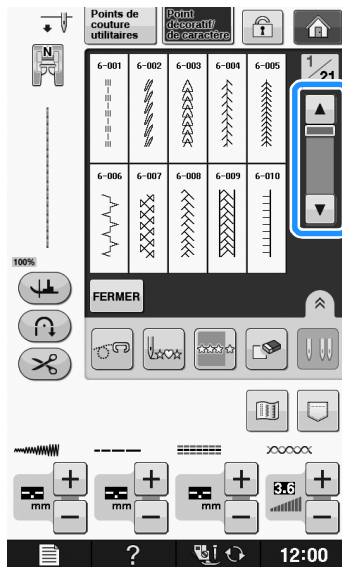 Points de
couture
utilitaires
Point
décoratif/
de caractère
N
6-001 6-002 6-003 6-004 6-005
1/21
6-006 6-007 6-008 6-009 6-010
100%
FERMER
+ + + +
mm mm mm 3.6
− − − −
? 12:00